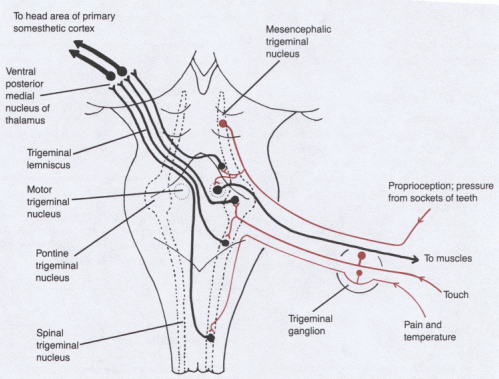 To head area of primary
somesthetic cortex
Ventral
posterior
medial
nucleus of
thalamus
Trigeminal
lemniscus
Motor
trigeminal
nucleus
Pontine
trigeminal
nucleus
Spinal
trigeminal
nucleus
Mesencephalic
trigeminal
nucleus
Proprioception; pressure
from sockets of teeth
To muscles
Touch
Pain and
temperature
Trigeminal
ganglion